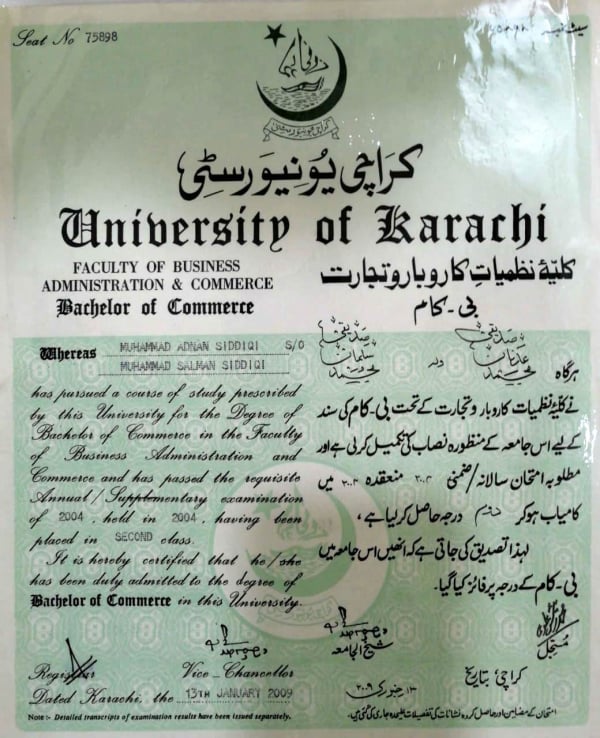 Seat No 75898
کراچی یونیورسٹی
University of Karachi
FACULTY OF BUSINESS
ADMINISTRATION & COMMERCE
Bachelor of Commerce
کلیۂ نظمیاتِ کاروبار و تجارت
بی-کام
Whereas MUHAMMAD ADNAN SIDDIQI S/O
MUHAMMAD SALMAN SIDDIQI
has pursued a course of study prescribed
by this University for the Degree of
Bachelor of Commerce in the Faculty
of Business Administration and
Commerce and has passed the requisite
Annual/Supplementary examination
of 2004, held in 2004, having been
placed in SECOND class.
It is hereby certified that he/she
has been duly admitted to the degree of
Bachelor of Commerce in this University.
ہرگاہ
محمد عدنان صدیقی ولد محمد سلمان صدیقی
نے کلیۂ نظمیات کاروبار و تجارت کے تحت بی-کام کی سند
کے لیے اس جامعہ کے منظورہ نصاب کی تکمیل کر لی ہے اور
مطلوبہ امتحان سالانہ/ضمنی ۲۰۰۴ منعقدہ ۲۰۰۴ میں
کامیاب ہو کر دوم درجہ حاصل کر لیا ہے،
لہذا تصدیق کی جاتی ہے کہ انھیں اس جامعہ میں
بی-کام کے درجہ پر فائز کیا گیا۔
Registrar
Vice-Chancellor
شیخ الجامعہ
مسجل
Dated Karachi, the 13TH JANUARY 2009
کراچی بتاریخ ۱۳ جنوری ۲۰۰۹
Note :- Detailed transcripts of examination results have been issued separately.
امتحان کے مضامین اور حاصل کردہ نشانات کی تفصیلات علیحدہ جاری کی گئی ہیں۔